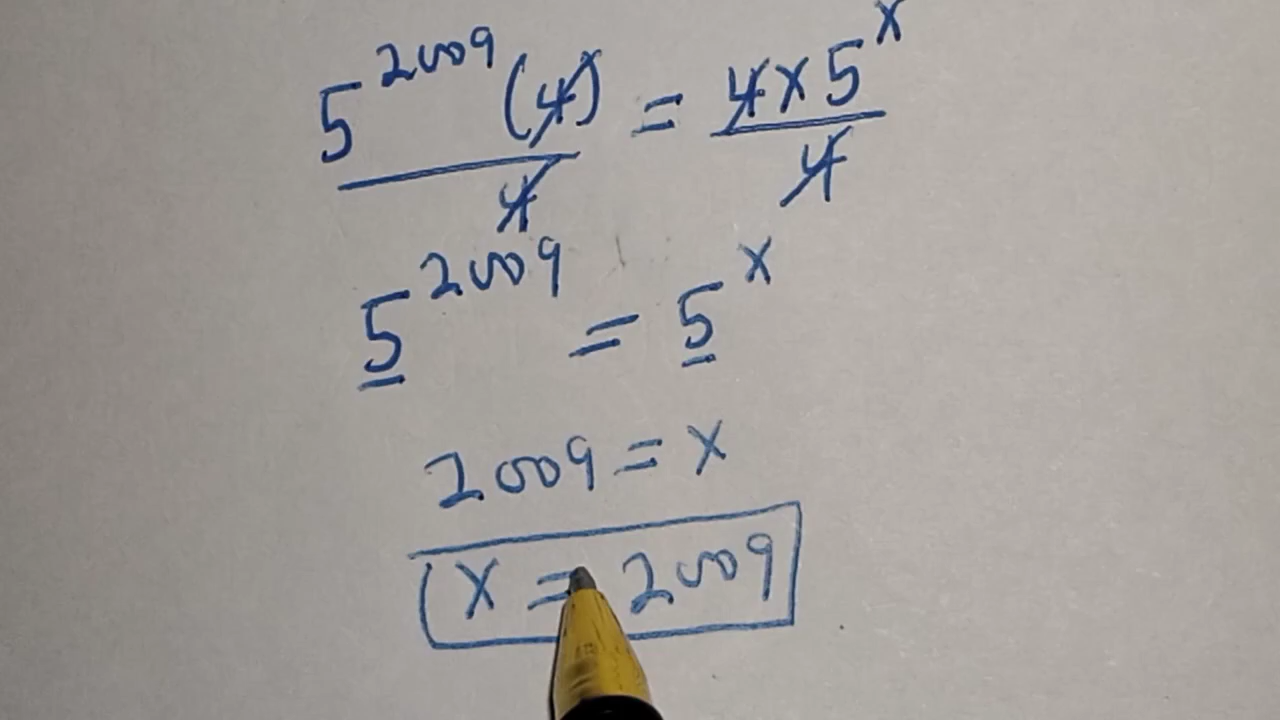 5^2009 (4) / 4 = 4 x 5^x / 4
5^2009 = 5^x
2009 = x
x = 2009